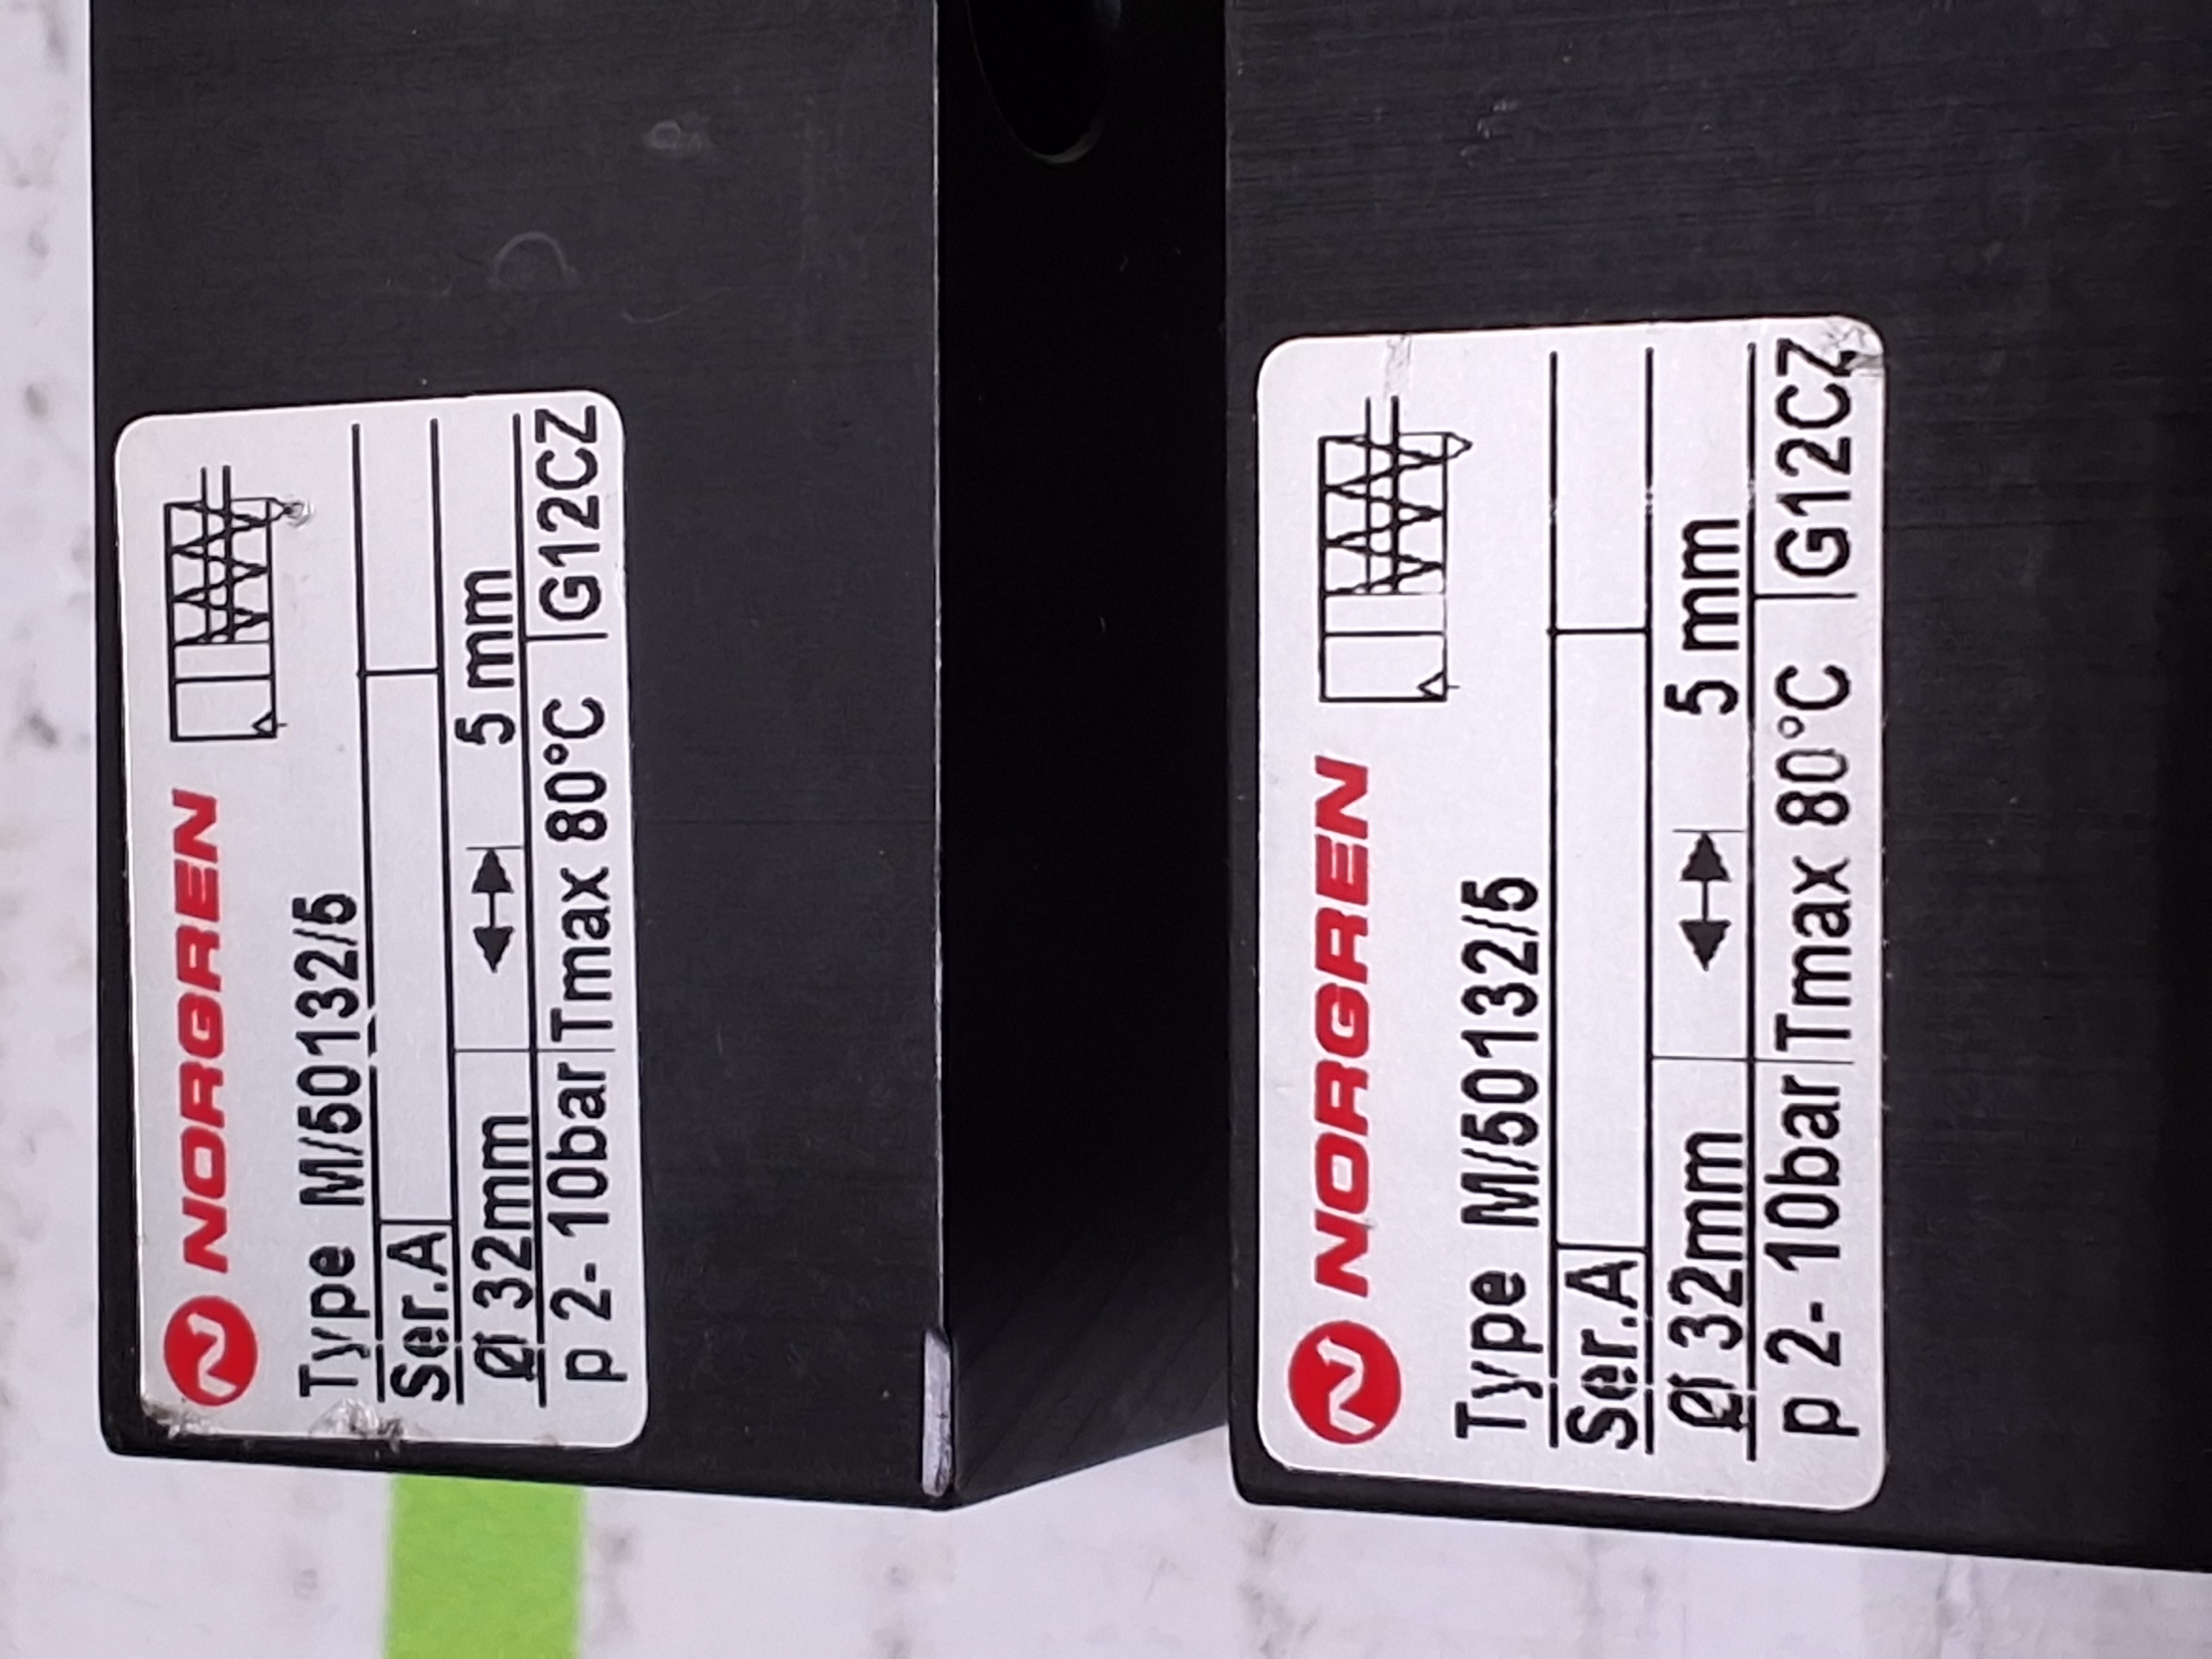 NORGREN
Type M/50132/5
Ser.A
Ø 32mm 5 mm
p 2-10bar Tmax 80°C G12CZ
NORGREN
Type M/50132/5
Ser.A
Ø 32mm 5 mm
p 2-10bar Tmax 80°C G12CZ